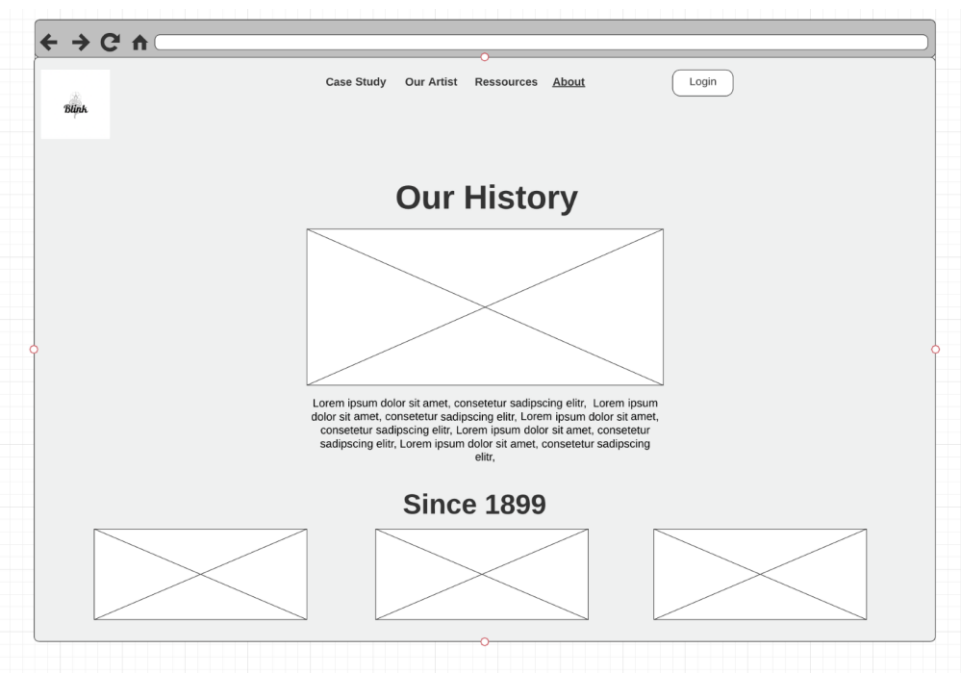 Blink
Case Study Our Artist Ressources About
Login
Our History
Lorem ipsum dolor sit amet, consetetur sadipscing elitr, Lorem ipsum
dolor sit amet, consetetur sadipscing elitr, Lorem ipsum dolor sit amet,
consetetur sadipscing elitr, Lorem ipsum dolor sit amet, consetetur
sadipscing elitr, Lorem ipsum dolor sit amet, consetetur sadipscing
elitr,
Since 1899